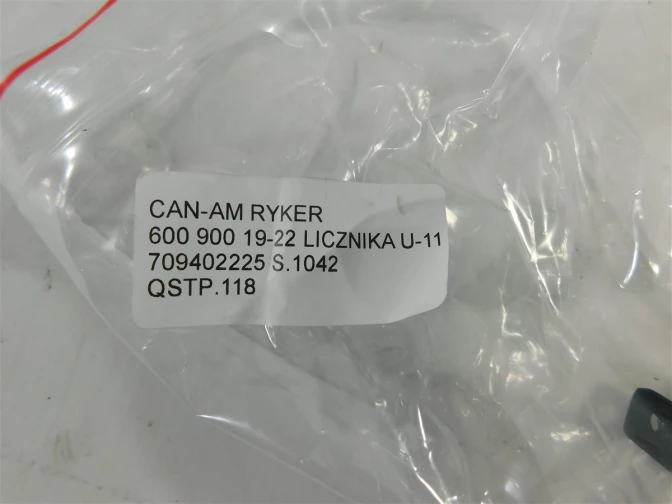 CAN-AM RYKER
600 900 19-22 LICZNIKA U-11
709402225 S.1042
QSTP.118